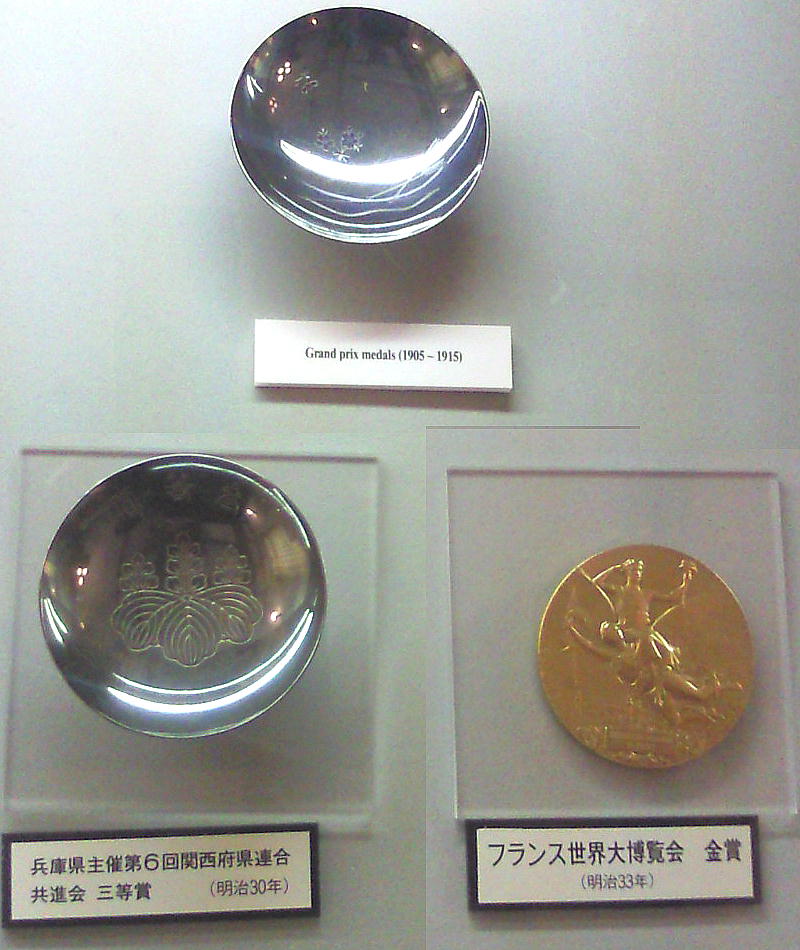 Grand prix medals (1905 ~ 1915)
兵庫県主催第6回関西府県連合
共進会 三等賞 (明治30年)
フランス世界大博覧会 金賞
(明治33年)